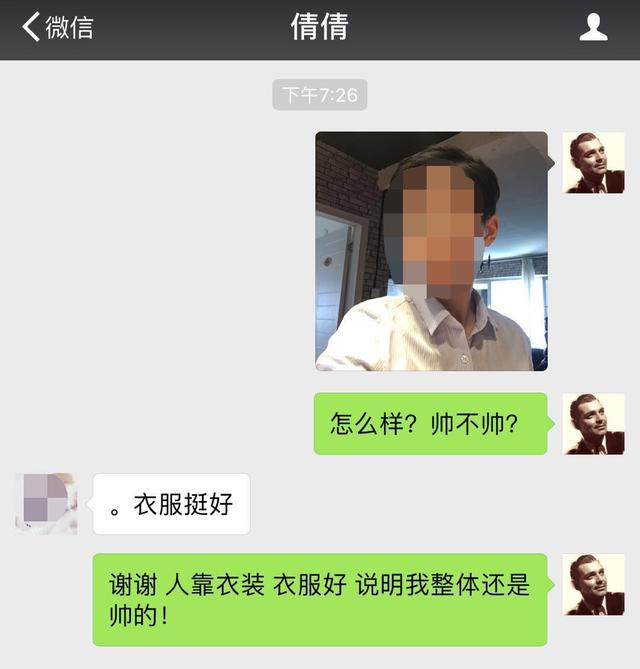 微信
倩倩
下午7:26
怎么样？帅不帅？
。衣服挺好
谢谢 人靠衣装 衣服好 说明我整体还是
帅的！